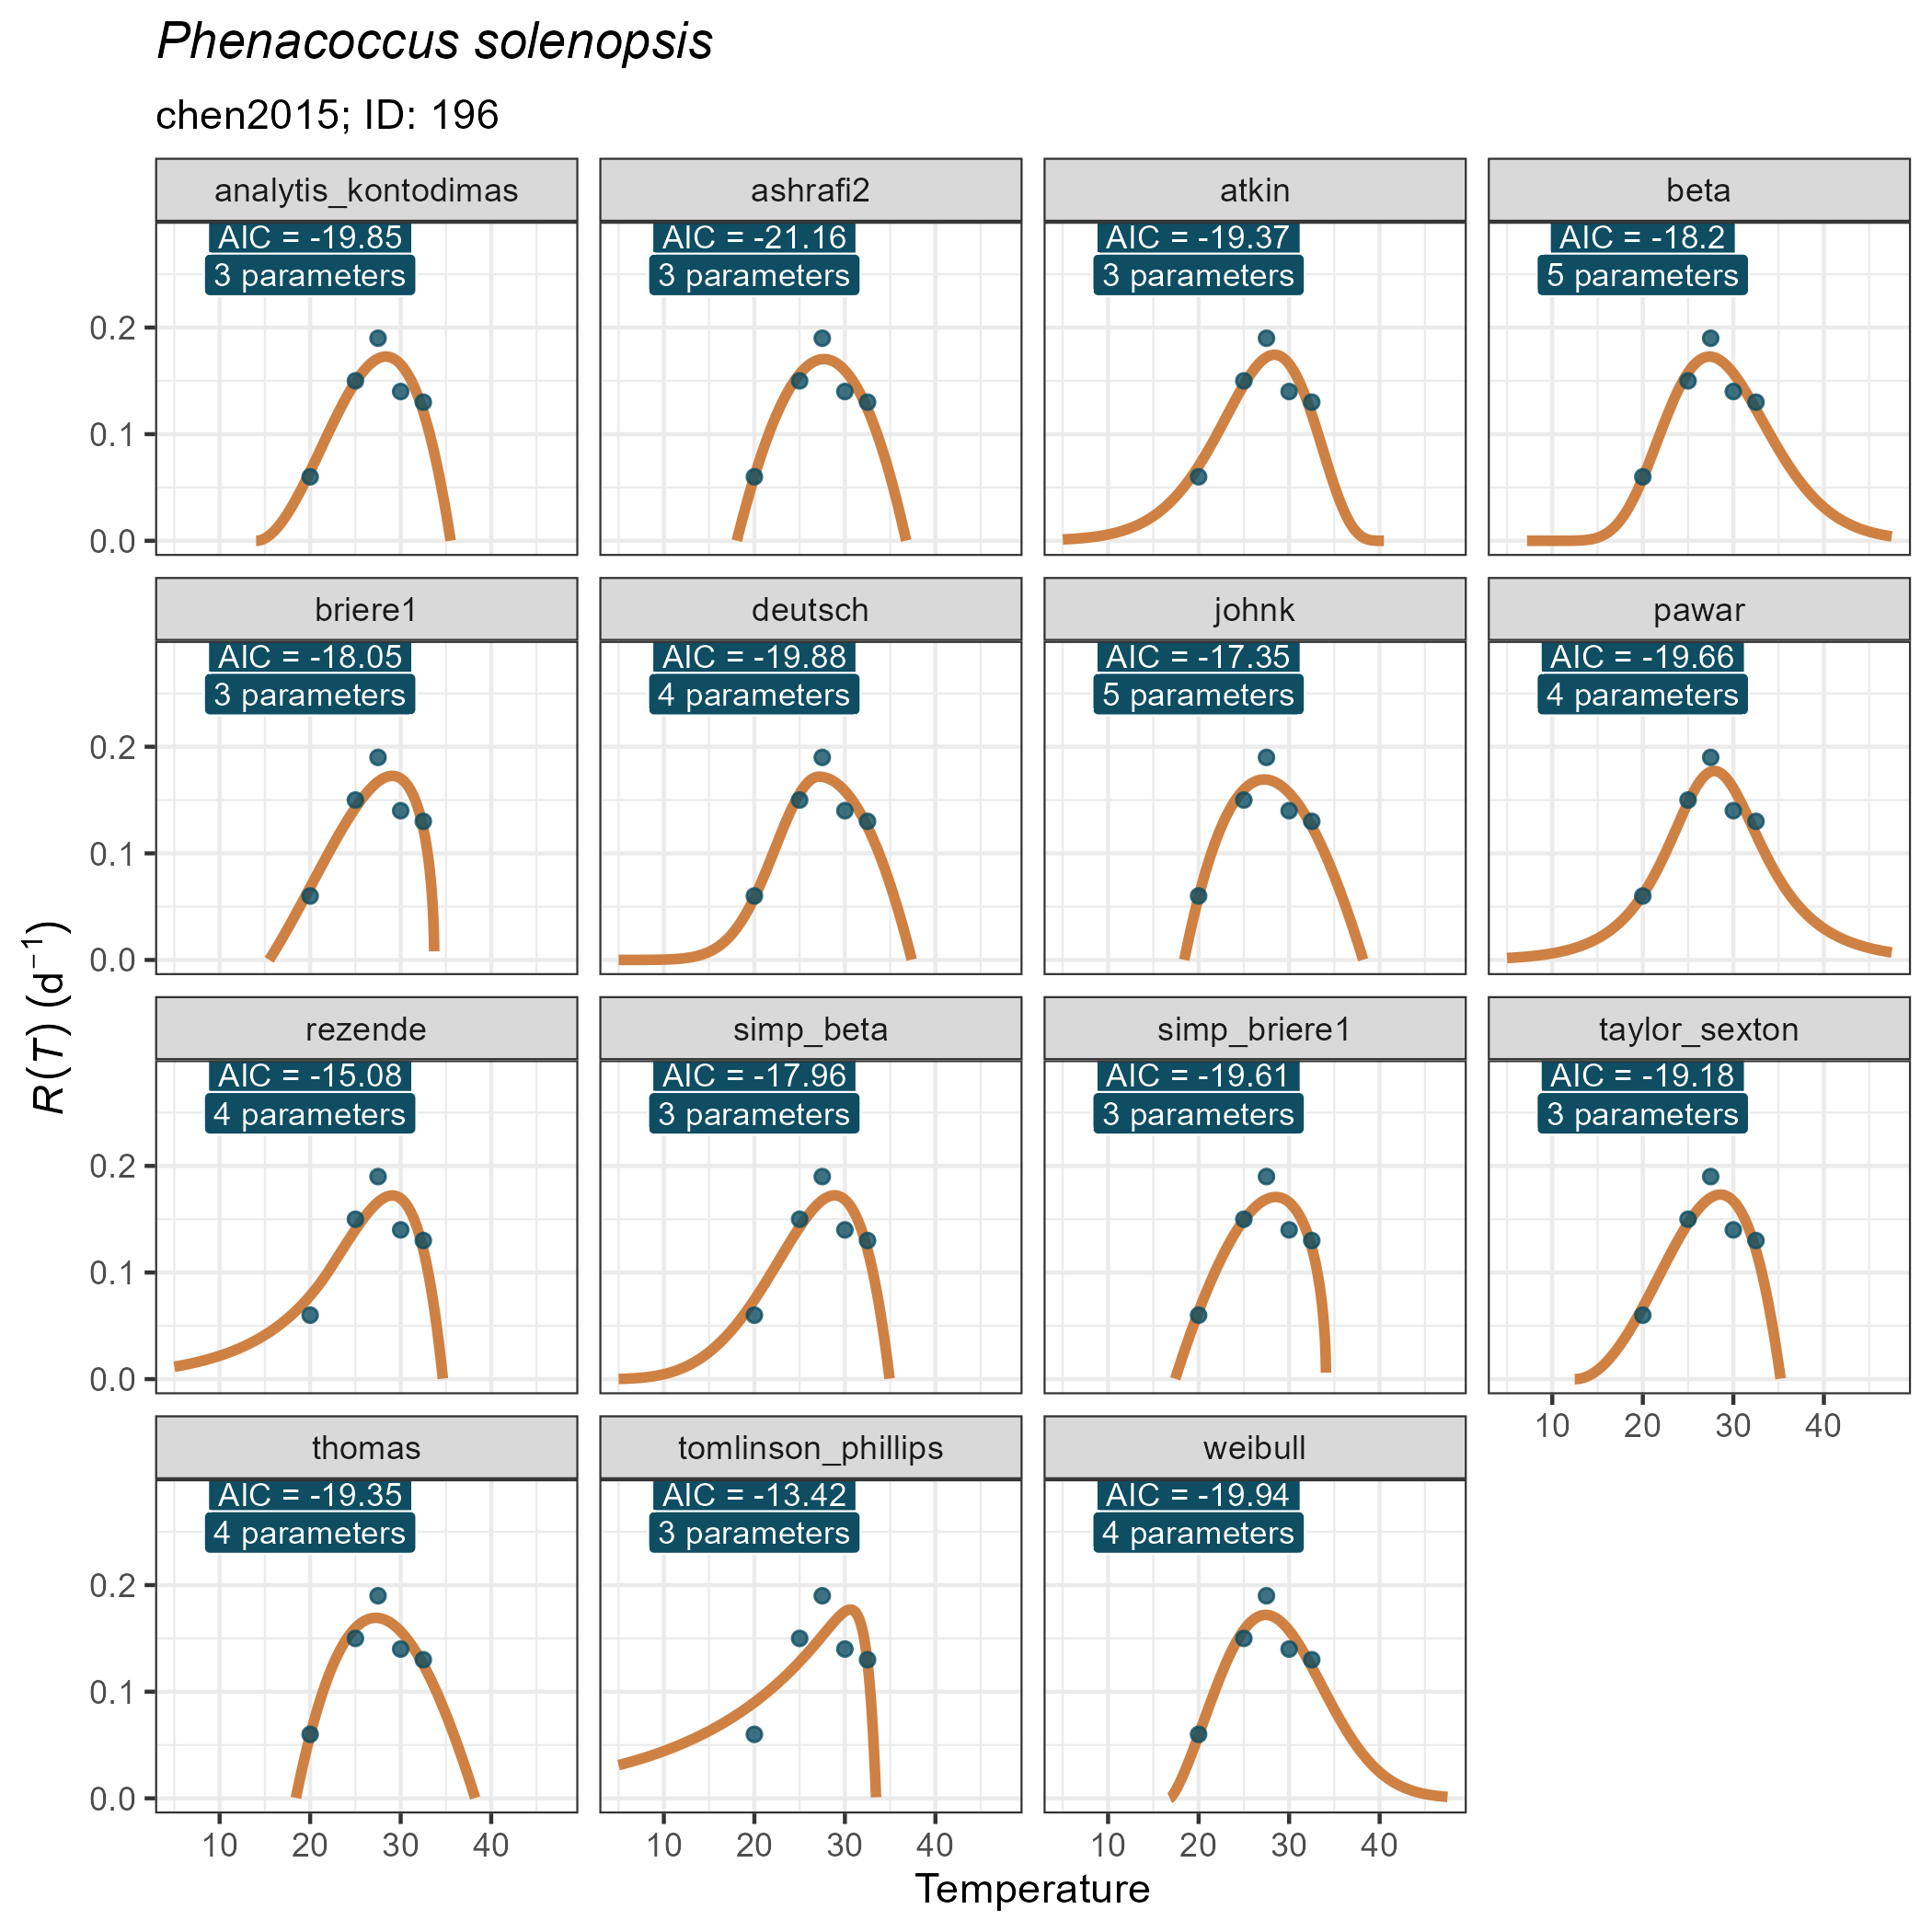 Phenacoccus solenopsis
chen2015; ID: 196
analytis_kontodimas
AIC = -19.85
3 parameters
ashrafi2
AIC = -21.16
3 parameters
atkin
AIC = -19.37
3 parameters
beta
AIC = -18.2
5 parameters
0.2
0.1
0.0
briere1
AIC = -18.05
3 parameters
deutsch
AIC = -19.88
4 parameters
johnk
AIC = -17.35
5 parameters
pawar
AIC = -19.66
4 parameters
0.2
0.1
0.0
rezende
AIC = -15.08
4 parameters
simp_beta
AIC = -17.96
3 parameters
simp_briere1
AIC = -19.61
3 parameters
taylor_sexton
AIC = -19.18
3 parameters
0.2
0.1
0.0
10 20 30 40
thomas
AIC = -19.35
4 parameters
tomlinson_phillips
AIC = -13.42
3 parameters
weibull
AIC = -19.94
4 parameters
0.2
0.1
0.0
10 20 30 40
10 20 30 40
10 20 30 40
Temperature
R(T) (d⁻¹)